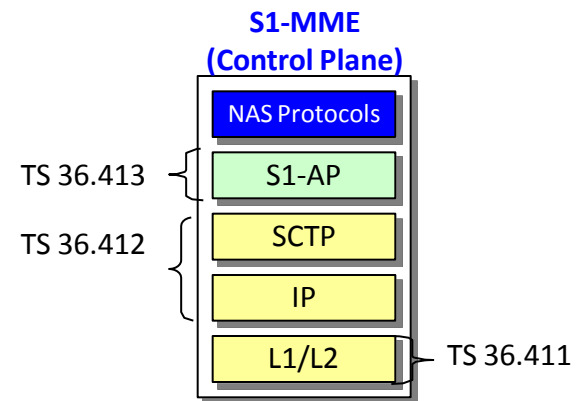 S1-MME
(Control Plane)
NAS Protocols
TS 36.413
S1-AP
TS 36.412
SCTP
IP
L1/L2
TS 36.411